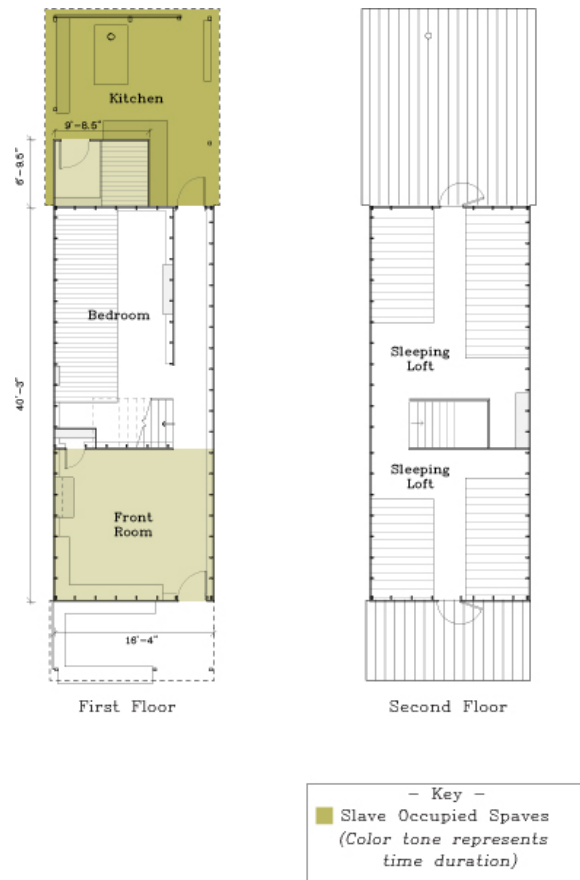 Kitchen
9'-8.5"
6'-9.5"
Bedroom
40'-3"
Front
Room
16'-4"
First Floor
Sleeping
Loft
Sleeping
Loft
Second Floor
- Key -
Slave Occupied Spaves
(Color tone represents
time duration)